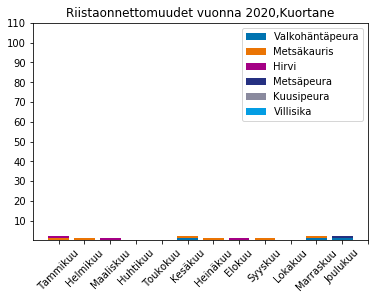 Riistaonnettomuudet vuonna 2020,Kuortane
110
100
90
80
70
60
50
40
30
20
10
Valkohäntäpeura
Metsäkauris
Hirvi
Metsäpeura
Kuusipeura
Villisika
Tammikuu
Helmikuu
Maaliskuu
Huhtikuu
Toukokuu
Kesäkuu
Heinäkuu
Elokuu
Syyskuu
Lokakuu
Marraskuu
Joulukuu